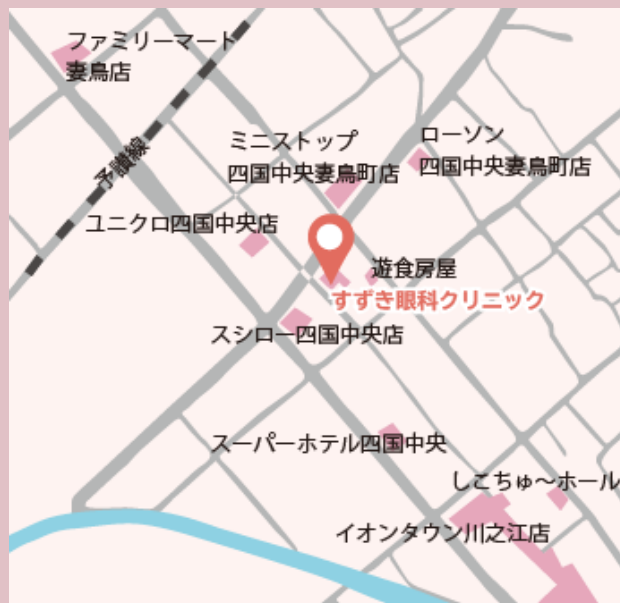 ファミリーマート
妻鳥店
予讃線
ミニストップ
四国中央妻鳥町店
ローソン
四国中央妻鳥町店
ユニクロ四国中央店
遊食房屋
すずき眼科クリニック
スシロー四国中央店
スーパーホテル四国中央
しこちゅ～ホール
イオンタウン川之江店